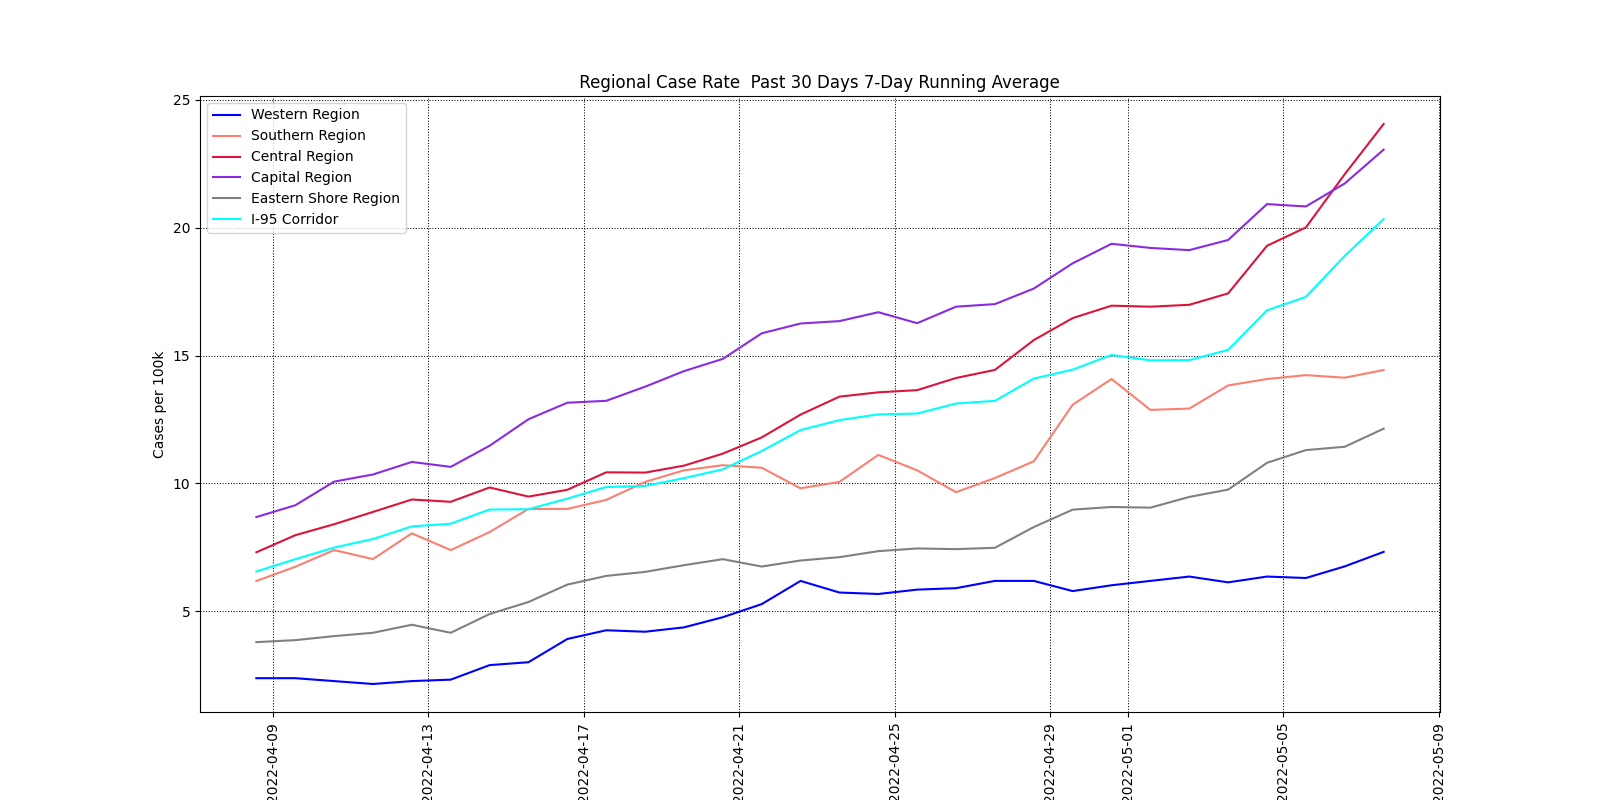 Regional Case Rate  Past 30 Days 7-Day Running Average
Western Region
Southern Region
Central Region
Capital Region
Eastern Shore Region
I-95 Corridor
Cases per 100k
25
20
15
10
5
2022-04-09
2022-04-13
2022-04-17
2022-04-21
2022-04-25
2022-04-29
2022-05-01
2022-05-05
2022-05-09